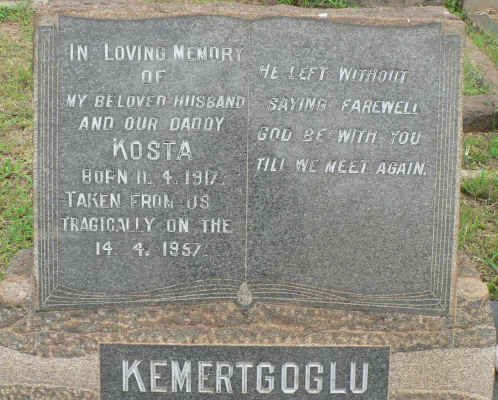 IN LOVING MEMORY
OF
MY BELOVED HUSBAND
AND OUR DADDY
KOSTA
BORN 11. 4. 1917.
TAKEN FROM US
TRAGICALLY ON THE
14. 4. 1957.
HE LEFT WITHOUT
SAYING FAREWELL
GOD BE WITH YOU
TILL WE MEET AGAIN.
KEMERTGOGLU